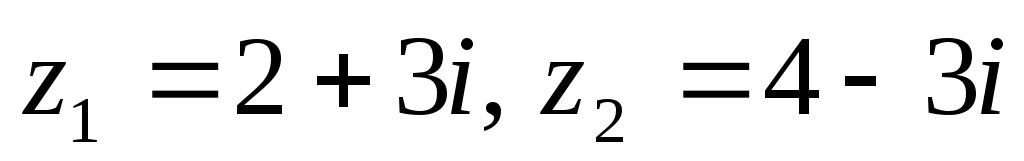 z₁ = 2 + 3i, z₂ = 4 - 3i